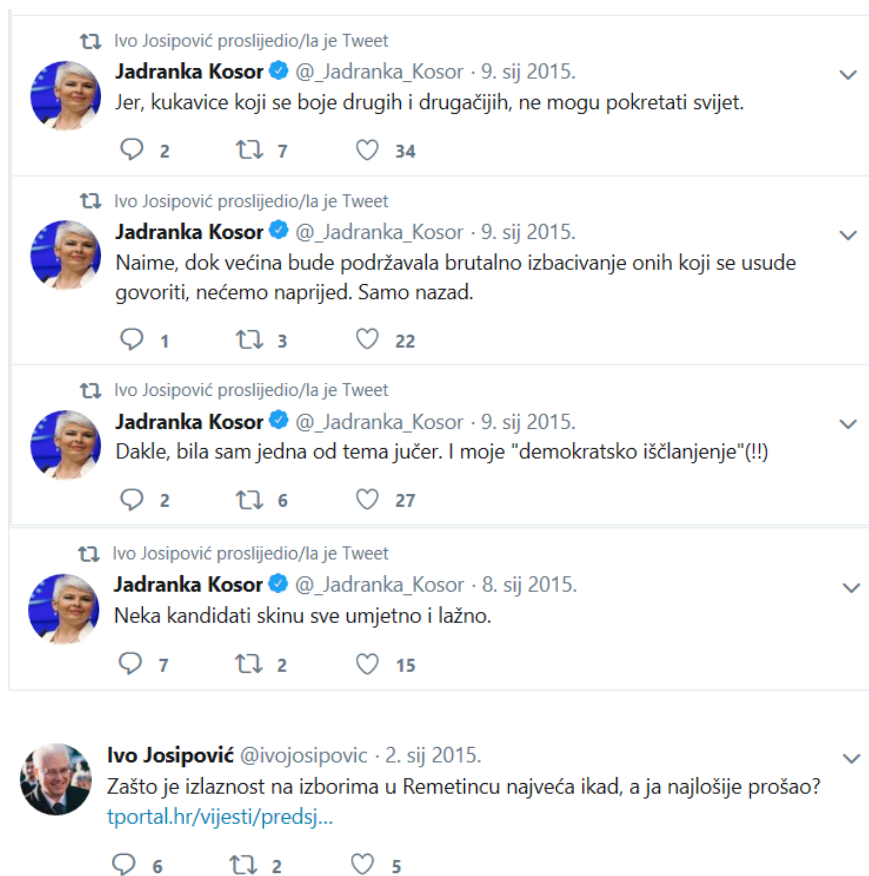 Ivo Josipović proslijedio/la je Tweet
Jadranka Kosor @_Jadranka_Kosor · 9. sij 2015.
Jer, kukavice koji se boje drugih i drugačijih, ne mogu pokretati svijet.
2 7 34
Ivo Josipović proslijedio/la je Tweet
Jadranka Kosor @_Jadranka_Kosor · 9. sij 2015.
Naime, dok većina bude podržavala brutalno izbacivanje onih koji se usude
govoriti, nećemo naprijed. Samo nazad.
1 3 22
Ivo Josipović proslijedio/la je Tweet
Jadranka Kosor @_Jadranka_Kosor · 9. sij 2015.
Dakle, bila sam jedna od tema jučer. I moje "demokratsko iščlanjenje"(!!)
2 6 27
Ivo Josipović proslijedio/la je Tweet
Jadranka Kosor @_Jadranka_Kosor · 8. sij 2015.
Neka kandidati skinu sve umjetno i lažno.
7 2 15
Ivo Josipović @ivojosipovic · 2. sij 2015.
Zašto je izlaznost na izborima u Remetincu najveća ikad, a ja najlošije prošao?
tportal.hr/vijesti/predsj...
6 2 5